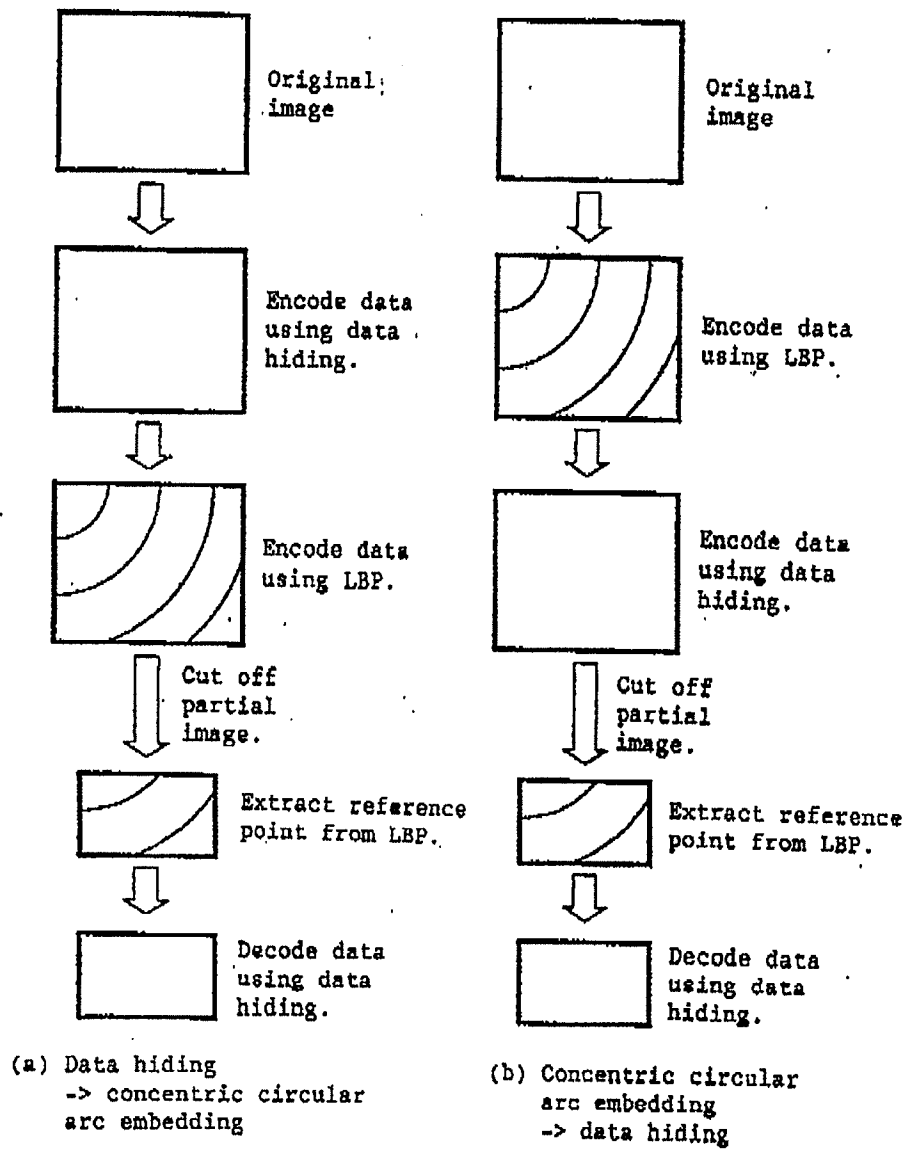 Original
image
Encode data
using data
hiding.
Encode data
using LBP.
Cut off
partial
image.
Extract reference
point from LBP.
Decode data
using data
hiding.
(a) Data hiding
-> concentric circular
arc embedding
Original
image
Encode data
using LBP.
Encode data
using data
hiding.
Cut off
partial
image.
Extract reference
point from LBP.
Decode data
using data
hiding.
(b) Concentric circular
arc embedding
-> data hiding